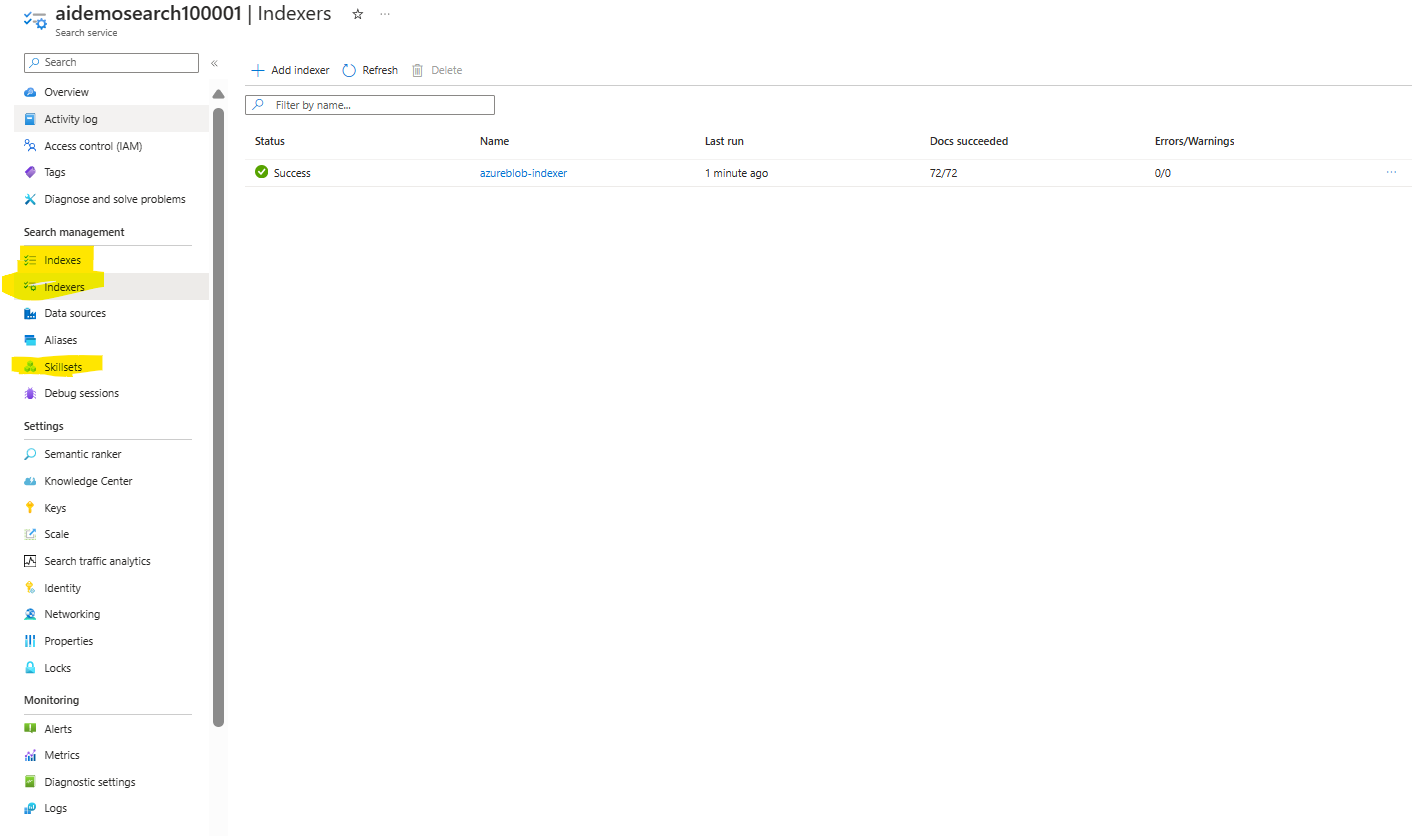 aidemosearch100001 | Indexers
Search service
Search
Add indexer Refresh Delete
Filter by name...
Status Name Last run Docs succeeded Errors/Warnings
Success azureblob-indexer 1 minute ago 72/72 0/0
Overview
Activity log
Access control (IAM)
Tags
Diagnose and solve problems
Search management
Indexes
Indexers
Data sources
Aliases
Skillsets
Debug sessions
Settings
Semantic ranker
Knowledge Center
Keys
Scale
Search traffic analytics
Identity
Networking
Properties
Locks
Monitoring
Alerts
Metrics
Diagnostic settings
Logs